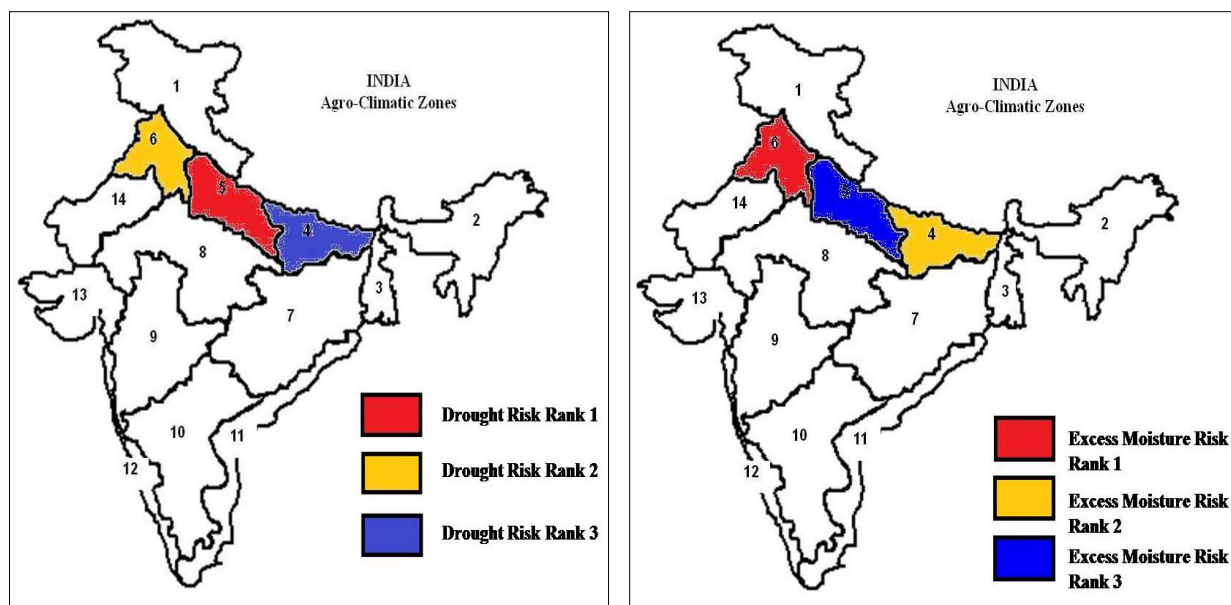 INDIA
Agro-Climatic Zones
1
6
5
14
2
4
8
3
13
7
9
10
11
12
Drought Risk Rank 1
Drought Risk Rank 2
Drought Risk Rank 3
INDIA
Agro-Climatic Zones
1
6
5
14
2
4
8
3
13
7
9
10
11
12
Excess Moisture Risk
Rank 1
Excess Moisture Risk
Rank 2
Excess Moisture Risk
Rank 3